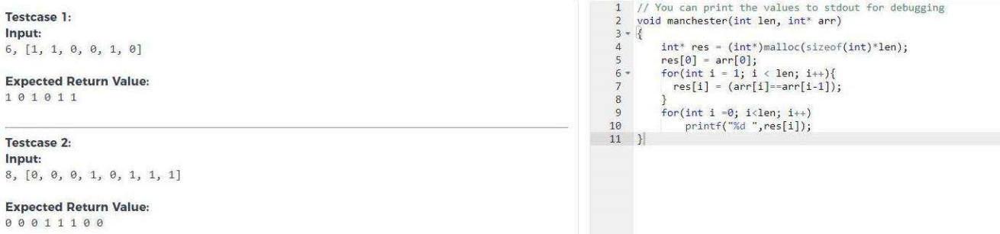 Testcase 1:
Input:
6, [1, 1, 0, 0, 1, 0]
Expected Return Value:
1 0 1 0 1 1
Testcase 2:
Input:
8, [0, 0, 0, 1, 0, 1, 1, 1]
Expected Return Value:
0 0 0 1 1 1 0 0
1 // You can print the values to stdout for debugging
2 void manchester(int len, int* arr)
3 {
4 int* res = (int*)malloc(sizeof(int)*len);
5 res[0] = arr[0];
6 for(int i = 1; i < len; i++){
7 res[i] = (arr[i]==arr[i-1]);
8 }
9 for(int i =0; i<len; i++)
10 printf("%d ",res[i]);
11 }